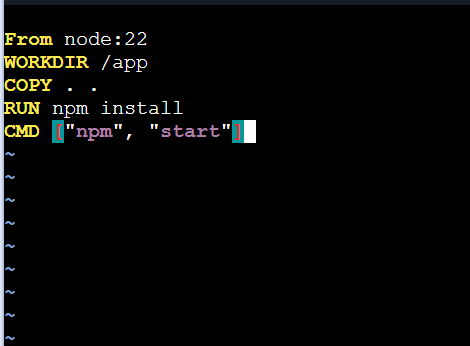 From node:22
WORKDIR /app
COPY . .
RUN npm install
CMD ["npm", "start"]
~
~
~
~
~
~
~
~
~